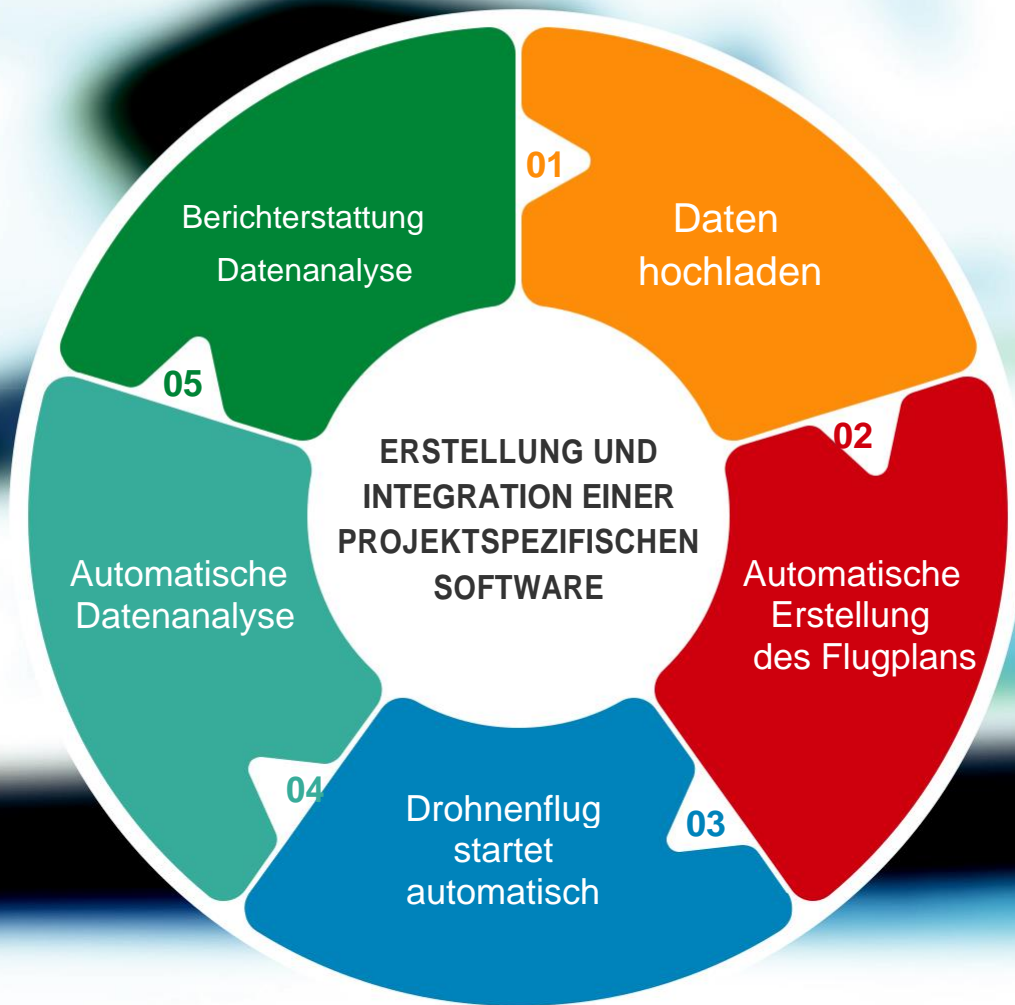 01
Daten
hochladen
02
Automatische
Erstellung
des Flugplans
03
Drohnenflug
startet
automatisch
04
Automatische
Datenanalyse
05
Berichterstattung
Datenanalyse
ERSTELLUNG UND
INTEGRATION EINER
PROJEKTSPEZIFISCHEN
SOFTWARE